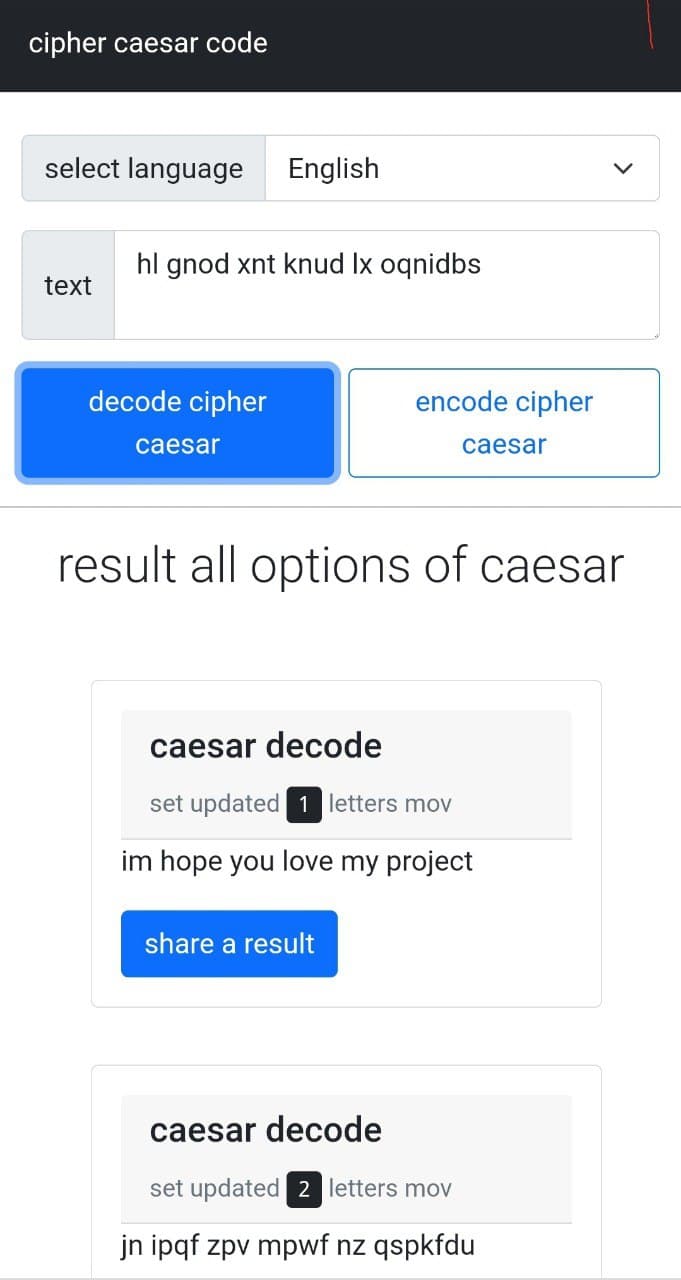 cipher caesar code
select language English
text hl gnod xnt knud lx oqnidbs
decode cipher encode cipher
caesar caesar
result all options of caesar
caesar decode
set updated 1 letters mov
im hope you love my project
share a result
caesar decode
set updated 2 letters mov
jn ipqf zpv mpwf nz qspkfdu